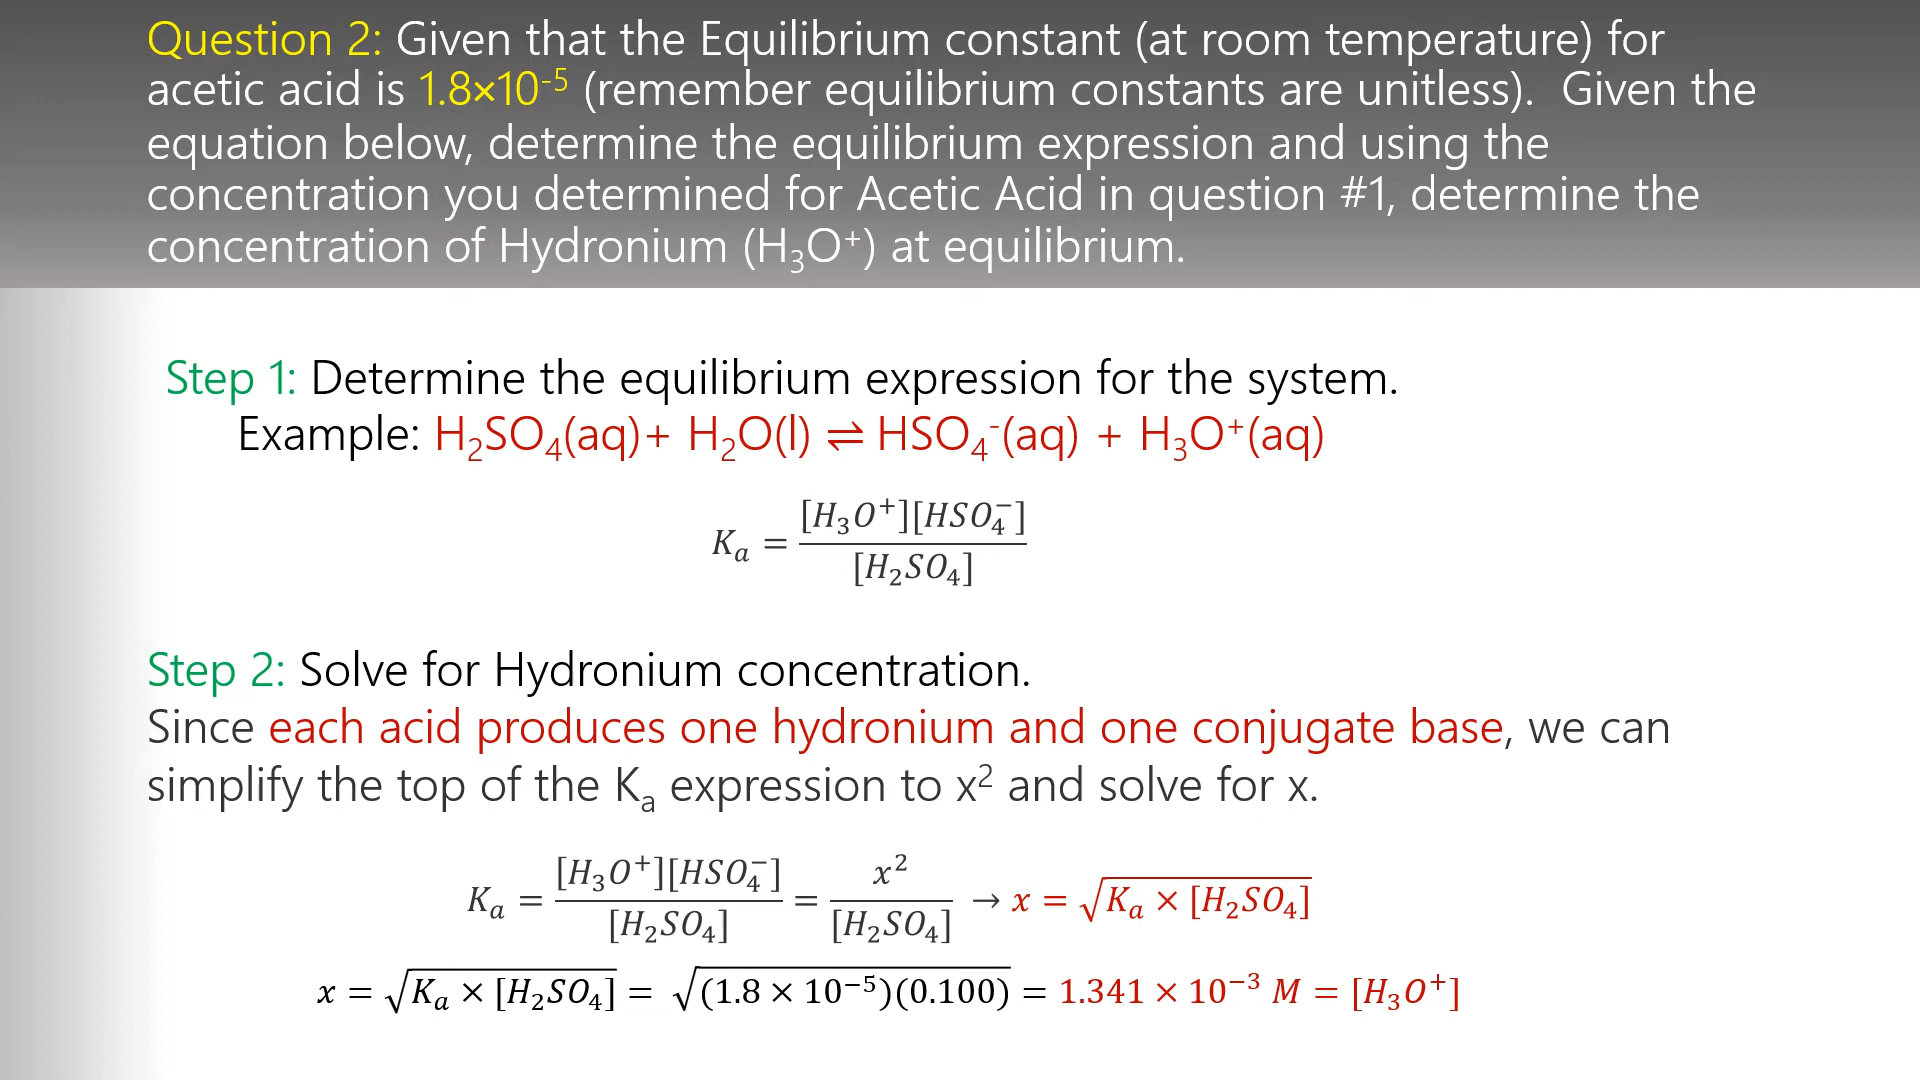 Question 2: Given that the Equilibrium constant (at room temperature) for
acetic acid is 1.8×10⁻⁵ (remember equilibrium constants are unitless).  Given the
equation below, determine the equilibrium expression and using the
concentration you determined for Acetic Acid in question #1, determine the
concentration of Hydronium (H₃O⁺) at equilibrium.
Step 1: Determine the equilibrium expression for the system.
Example: H₂SO₄(aq)+ H₂O(l) ⇌ HSO₄⁻(aq) + H₃O⁺(aq)
Kₐ = [H₃O⁺][HSO₄⁻] / [H₂SO₄]
Step 2: Solve for Hydronium concentration.
Since each acid produces one hydronium and one conjugate base, we can
simplify the top of the Kₐ expression to x² and solve for x.
Kₐ = [H₃O⁺][HSO₄⁻] / [H₂SO₄] = x² / [H₂SO₄] → x = √(Kₐ × [H₂SO₄])
x = √(Kₐ × [H₂SO₄]) = √((1.8 × 10⁻⁵)(0.100)) = 1.341 × 10⁻³ M = [H₃O⁺]